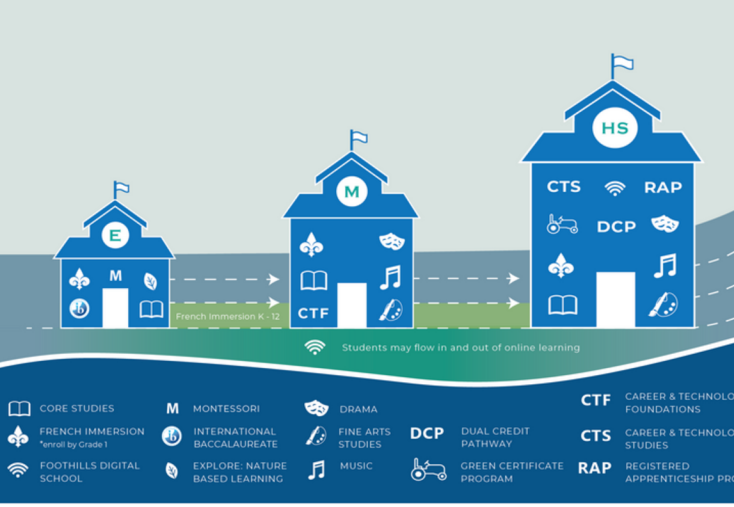 HS
CTS
RAP
DCP
M
E
M
CTF
French Immersion K - 12
Students may flow in and out of online learning
CORE STUDIES
FRENCH IMMERSION
*enroll by Grade 1
FOOTHILLS DIGITAL
SCHOOL
M MONTESSORI
INTERNATIONAL
BACCALAUREATE
EXPLORE: NATURE
BASED LEARNING
DRAMA
FINE ARTS
STUDIES
MUSIC
DCP DUAL CREDIT
PATHWAY
GREEN CERTIFICATE
PROGRAM
CTF CAREER & TECHNOLO
FOUNDATIONS
CTS CAREER & TECHNOLO
STUDIES
RAP REGISTERED
APPRENTICESHIP PRO